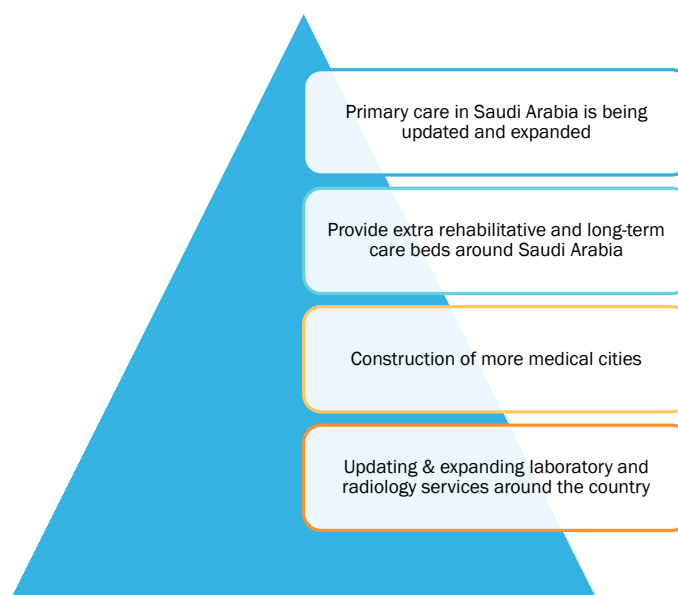 Primary care in Saudi Arabia is being
updated and expanded
Provide extra rehabilitative and long-term
care beds around Saudi Arabia
Construction of more medical cities
Updating & expanding laboratory and
radiology services around the country